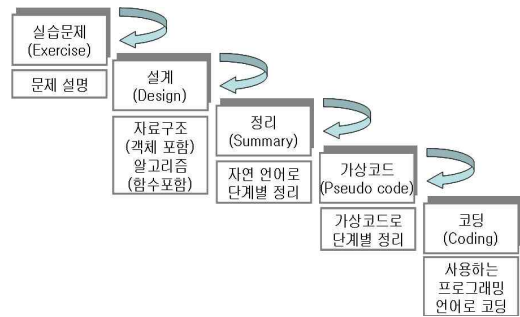 실습문제
(Exercise)
문제 설명
설계
(Design)
자료구조
(객체 포함)
알고리즘
(함수포함)
정리
(Summary)
자연 언어로
단계별 정리
가상코드
(Pseudo code)
가상코드로
단계별 정리
코딩
(Coding)
사용하는
프로그래밍
언어로 코딩